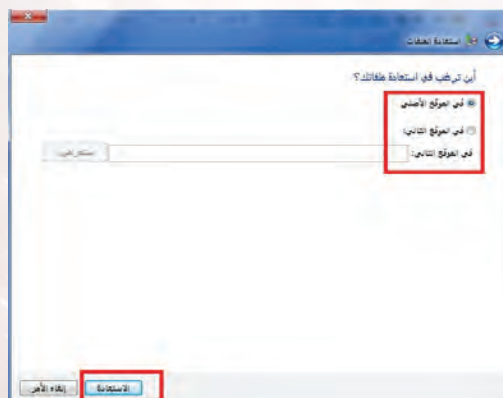 استعادة الملفات
أين ترغب في استعادة ملفاتك؟
في الموقع الأصلي
في الموقع التالي:
في الموقع التالي:
استعراض...
الاستعادة
إلغاء الأمر